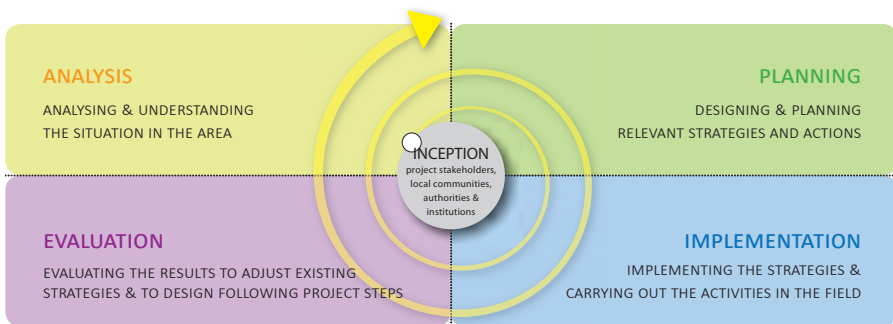 ANALYSIS
ANALYSING & UNDERSTANDING
THE SITUATION IN THE AREA
PLANNING
DESIGNING & PLANNING
RELEVANT STRATEGIES AND ACTIONS
INCEPTION
project stakeholders,
local communities,
authorities &
institutions
EVALUATION
EVALUATING THE RESULTS TO ADJUST EXISTING
STRATEGIES & TO DESIGN FOLLOWING PROJECT STEPS
IMPLEMENTATION
IMPLEMENTING THE STRATEGIES &
CARRYING OUT THE ACTIVITIES IN THE FIELD